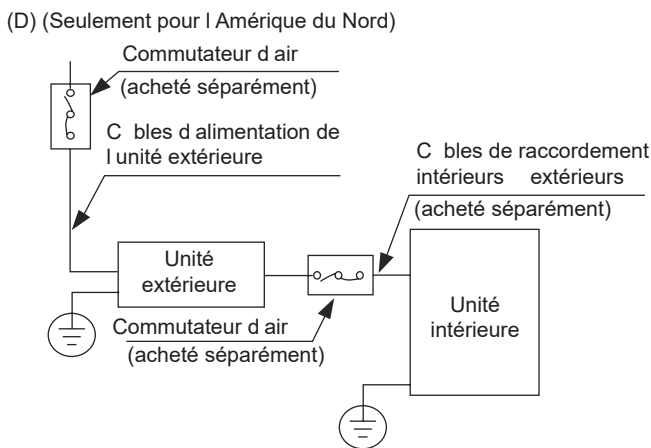 (D) (Seulement pour l Amérique du Nord)
Commutateur d air
(acheté séparément)
C bles d alimentation de
l unité extérieure
C bles de raccordement
intérieurs extérieurs
(acheté séparément)
Unité
extérieure
Commutateur d air
(acheté séparément)
Unité
intérieure